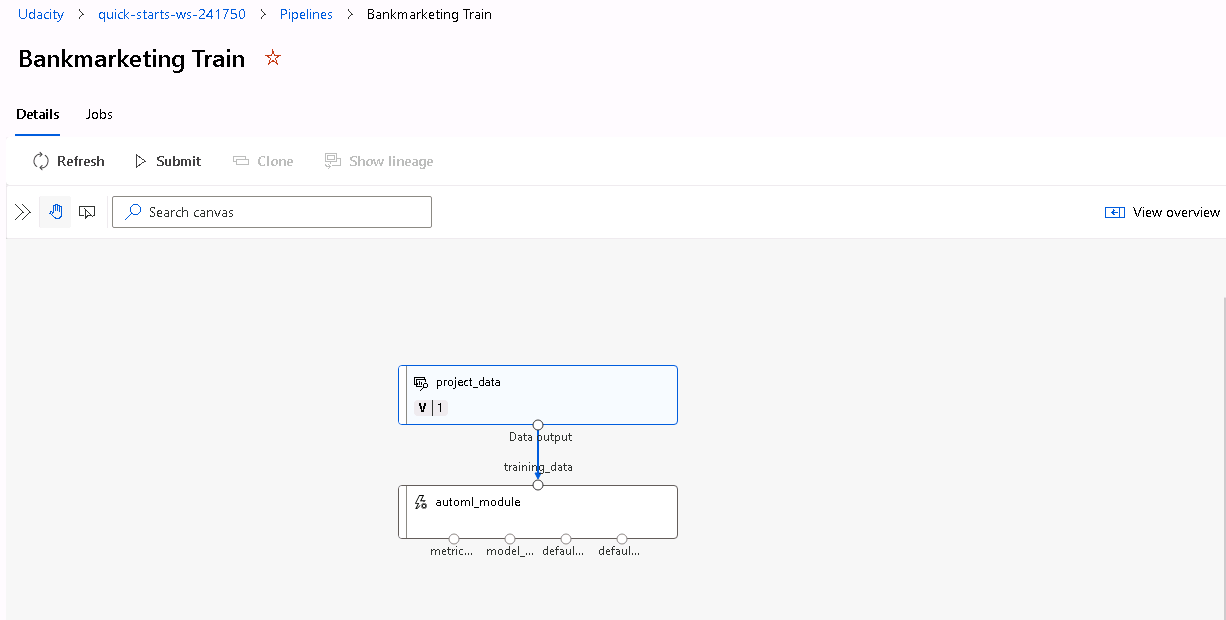 Udacity > quick-starts-ws-241750 > Pipelines > Bankmarketing Train
Bankmarketing Train
Details Jobs
Refresh Submit Clone Show lineage
Search canvas View overview
project_data
V | 1
Data output
training_data
automl_module
metric... model_... defaul... defaul...